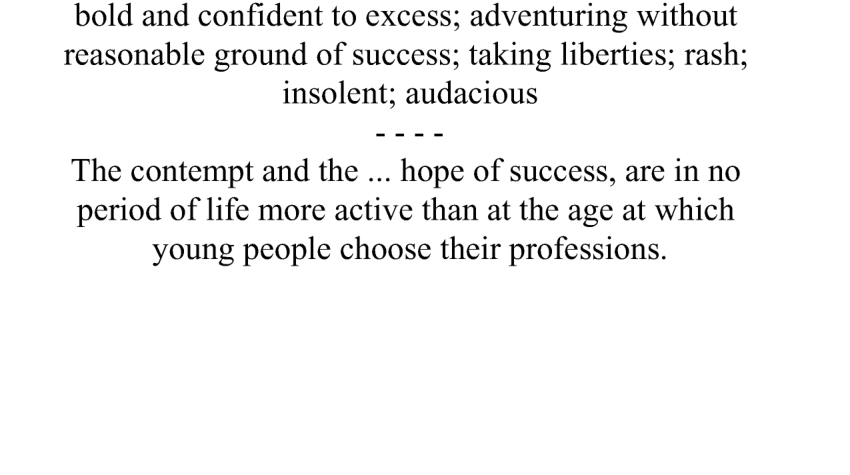 bold and confident to excess; adventuring without
reasonable ground of success; taking liberties; rash;
insolent; audacious
- - - -
The contempt and the ... hope of success, are in no
period of life more active than at the age at which
young people choose their professions.